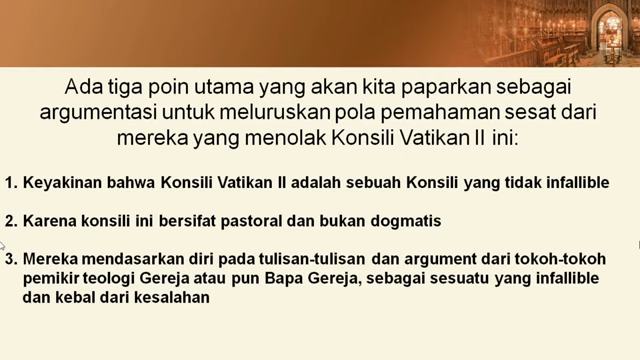 Ada tiga poin utama yang akan kita paparkan sebagai
argumentasi untuk meluruskan pola pemahaman sesat dari
mereka yang menolak Konsili Vatikan II ini:
1. Keyakinan bahwa Konsili Vatikan II adalah sebuah Konsili yang tidak infallible
2. Karena konsili ini bersifat pastoral dan bukan dogmatis
3. Mereka mendasarkan diri pada tulisan-tulisan dan argument dari tokoh-tokoh
pemikir teologi Gereja atau pun Bapa Gereja, sebagai sesuatu yang infallible
dan kebal dari kesalahan